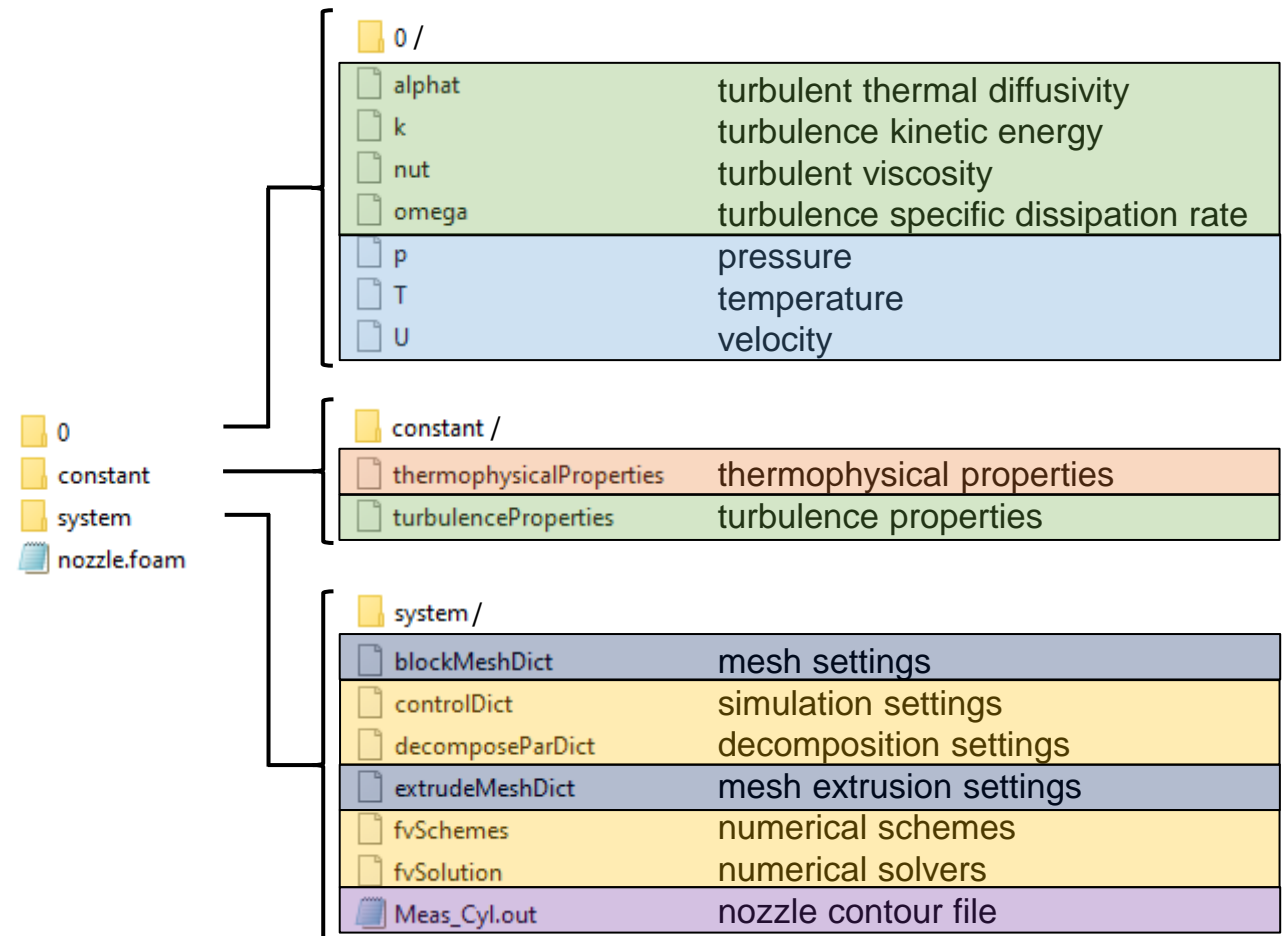 0 /
alphat turbulent thermal diffusivity
k turbulence kinetic energy
nut turbulent viscosity
omega turbulence specific dissipation rate
p pressure
T temperature
U velocity
0
constant
system
nozzle.foam
constant /
thermophysicalProperties thermophysical properties
turbulenceProperties turbulence properties
system /
blockMeshDict mesh settings
controlDict simulation settings
decomposeParDict decomposition settings
extrudeMeshDict mesh extrusion settings
fvSchemes numerical schemes
fvSolution numerical solvers
Meas_Cyl.out nozzle contour file